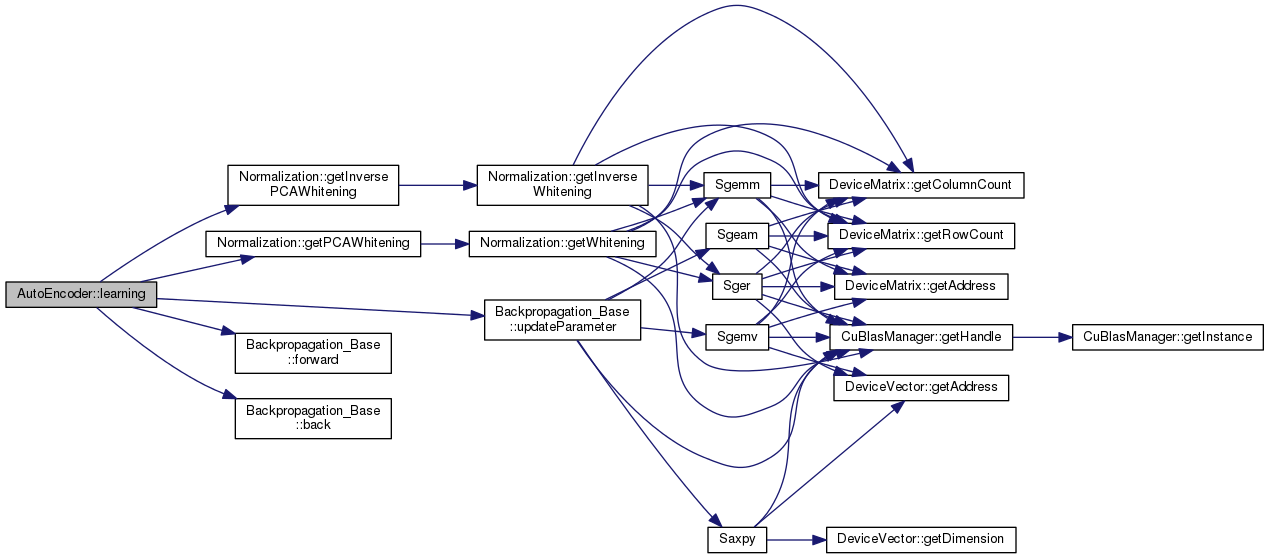 AutoEncoder::learning
Normalization::getInverse
PCAWhitening
Normalization::getPCAWhitening
Backpropagation_Base
::updateParameter
Backpropagation_Base
::forward
Backpropagation_Base
::back
Normalization::getInverse
Whitening
Normalization::getWhitening
Sgemm
Sgeam
Sger
Sgemv
Saxpy
DeviceMatrix::getColumnCount
DeviceMatrix::getRowCount
DeviceMatrix::getAddress
CuBlasManager::getHandle
DeviceVector::getAddress
DeviceVector::getDimension
CuBlasManager::getInstance